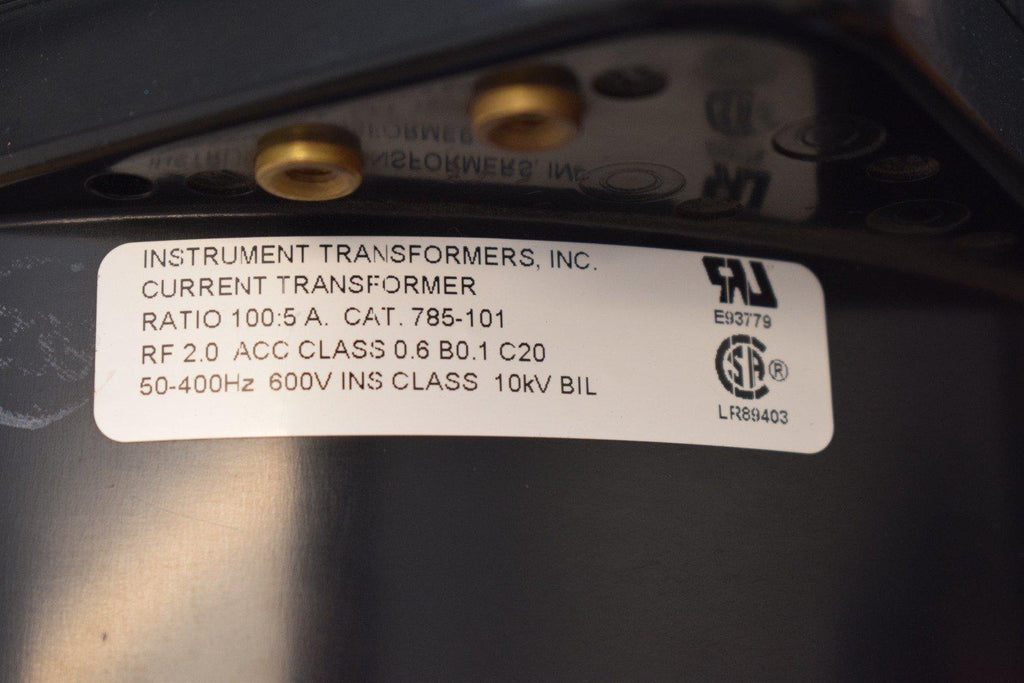 INSTRUMENT TRANSFORMERS, INC.
CURRENT TRANSFORMER
RATIO 100:5 A. CAT. 785-101
RF 2.0 ACC CLASS 0.6 B0.1 C20
50-400Hz 600V INS CLASS 10kV BIL
E93779
®
LR89403